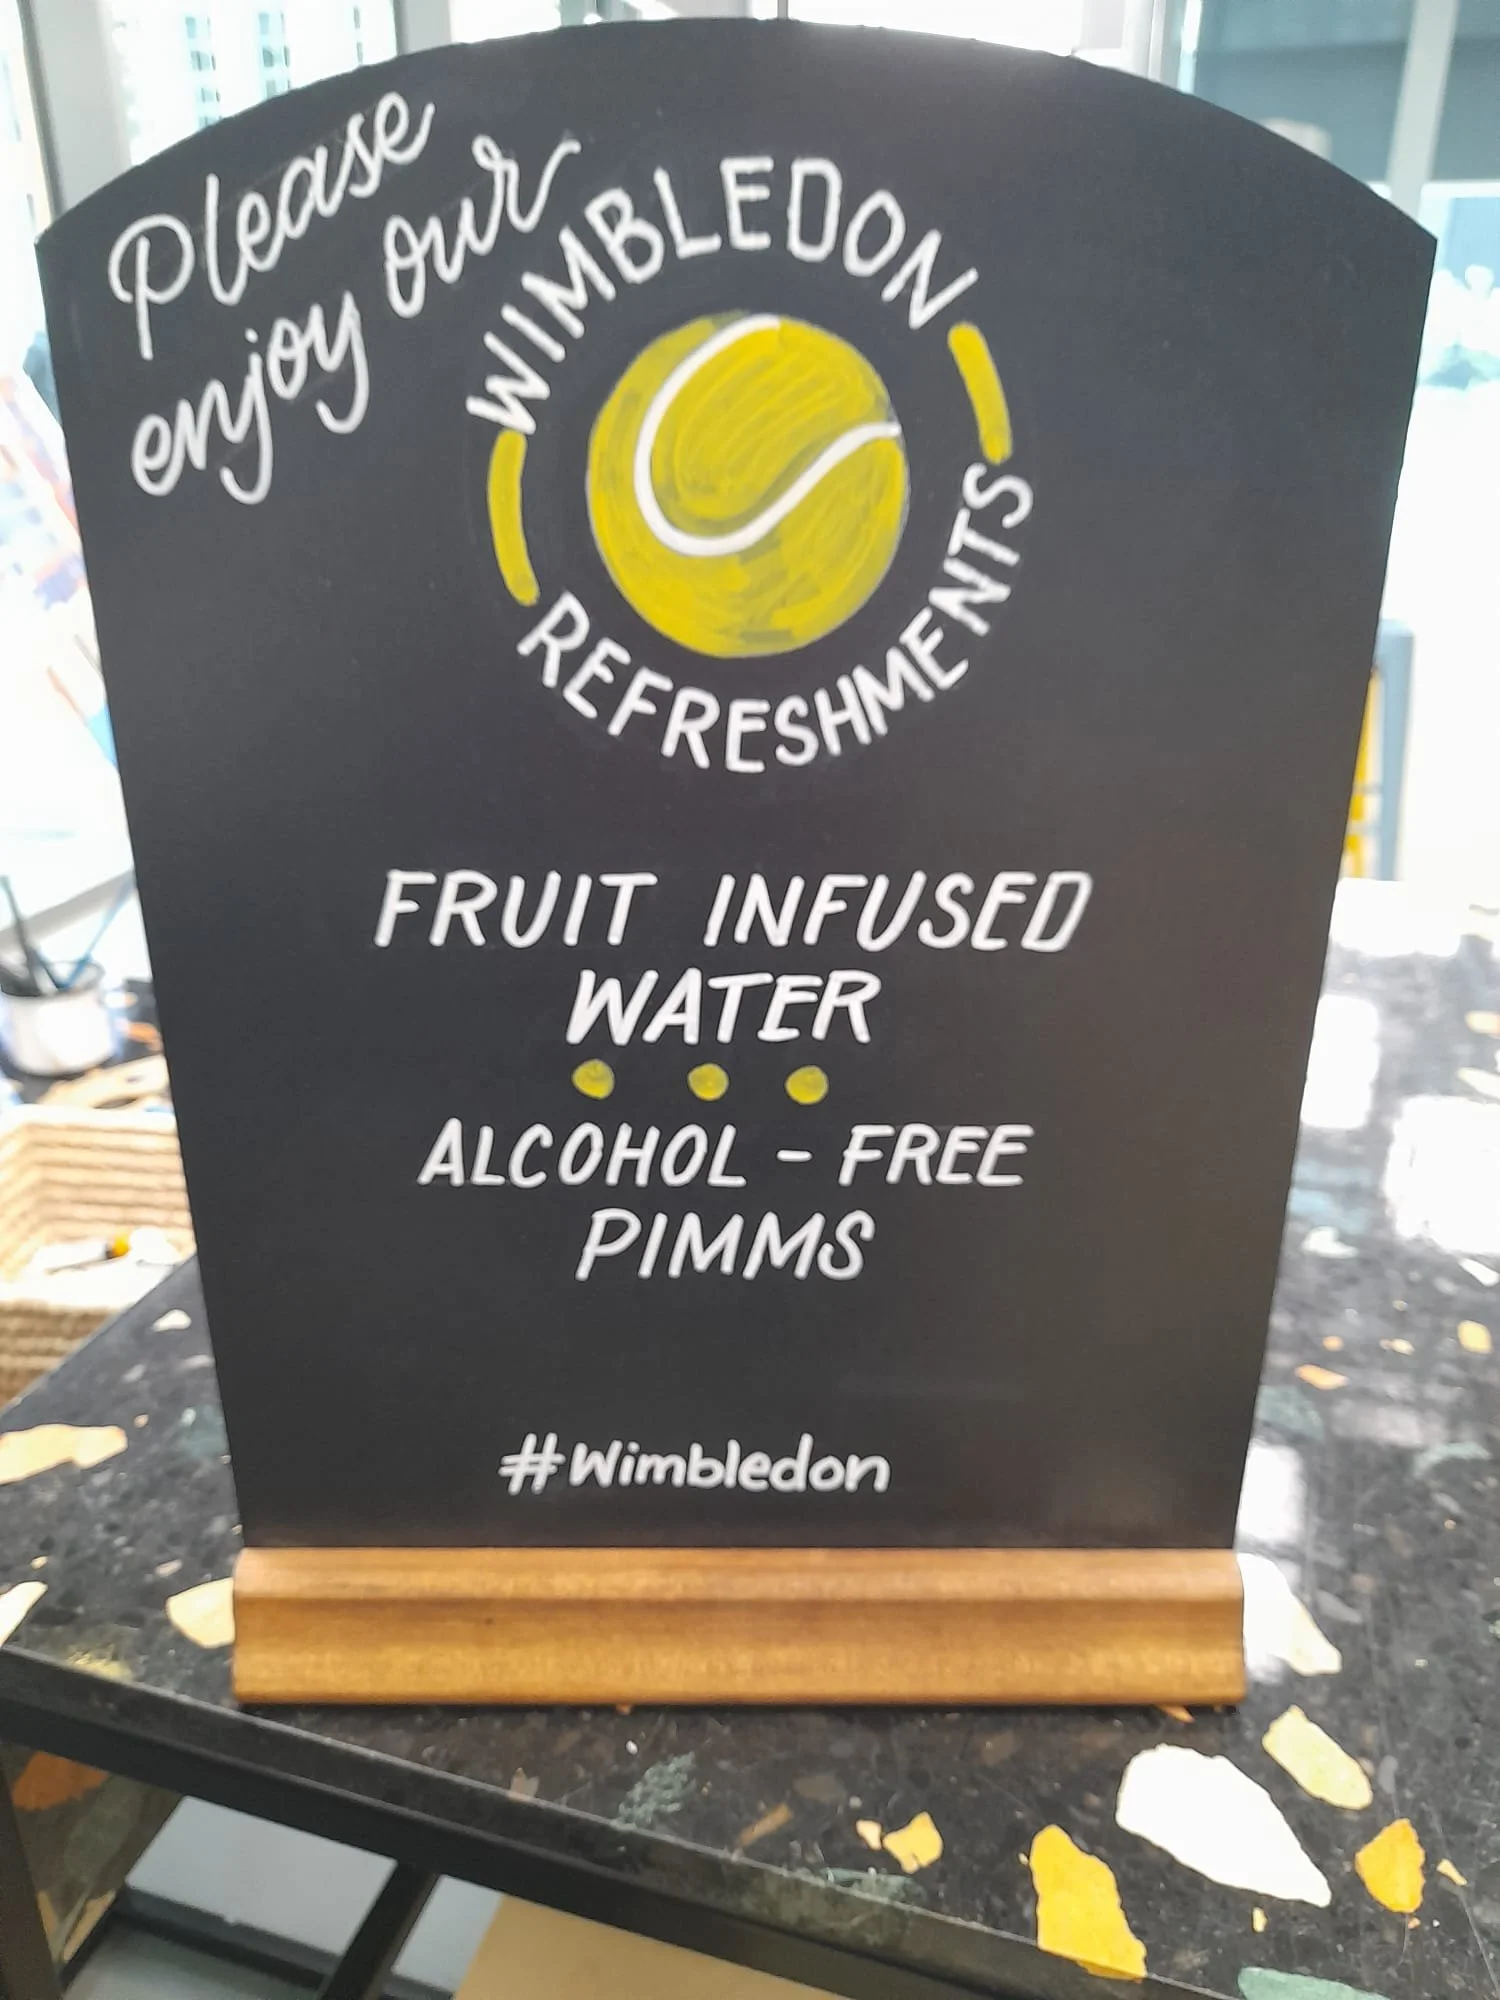 Please
enjoy our
WIMBLEDON
REFRESHMENTS
FRUIT INFUSED
WATER
ALCOHOL - FREE
PIMMS
#Wimbledon